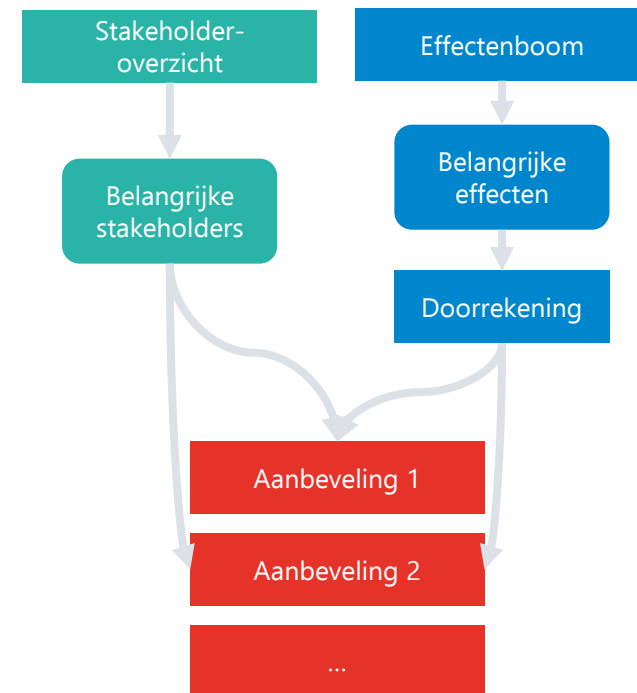 Stakeholder-
overzicht
Effectenboom
Belangrijke
stakeholders
Belangrijke
effecten
Doorrekening
Aanbeveling 1
Aanbeveling 2
...